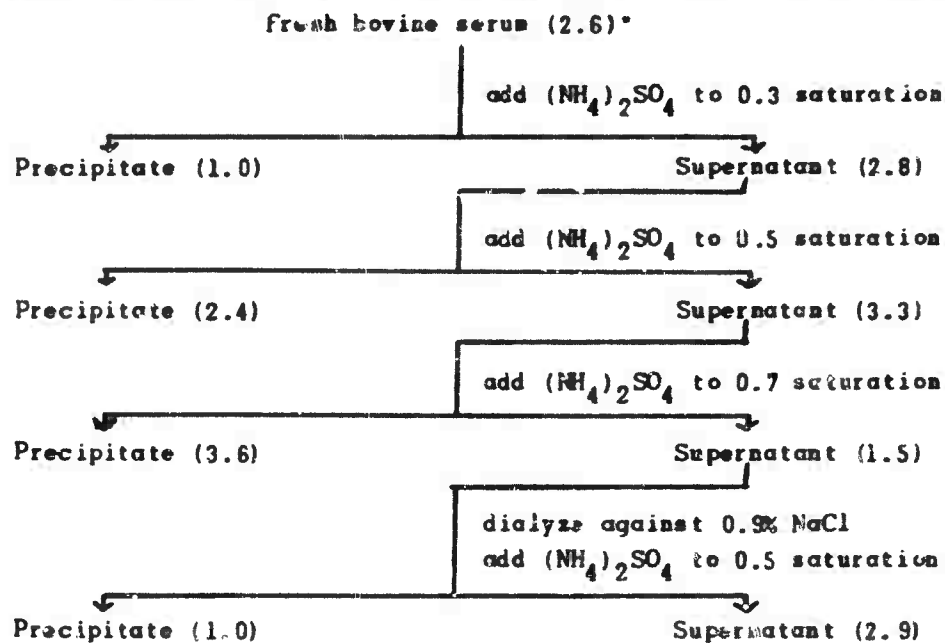 Fresh bovine serum (2.6)*
add (NH4)2SO4 to 0.3 saturation
Precipitate (1.0) Supernatant (2.8)
add (NH4)2SO4 to 0.5 saturation
Precipitate (2.4) Supernatant (3.3)
add (NH4)2SO4 to 0.7 saturation
Precipitate (3.6) Supernatant (1.5)
dialyze against 0.9% NaCl
add (NH4)2SO4 to 0.5 saturation
Precipitate (1.0) Supernatant (2.9)